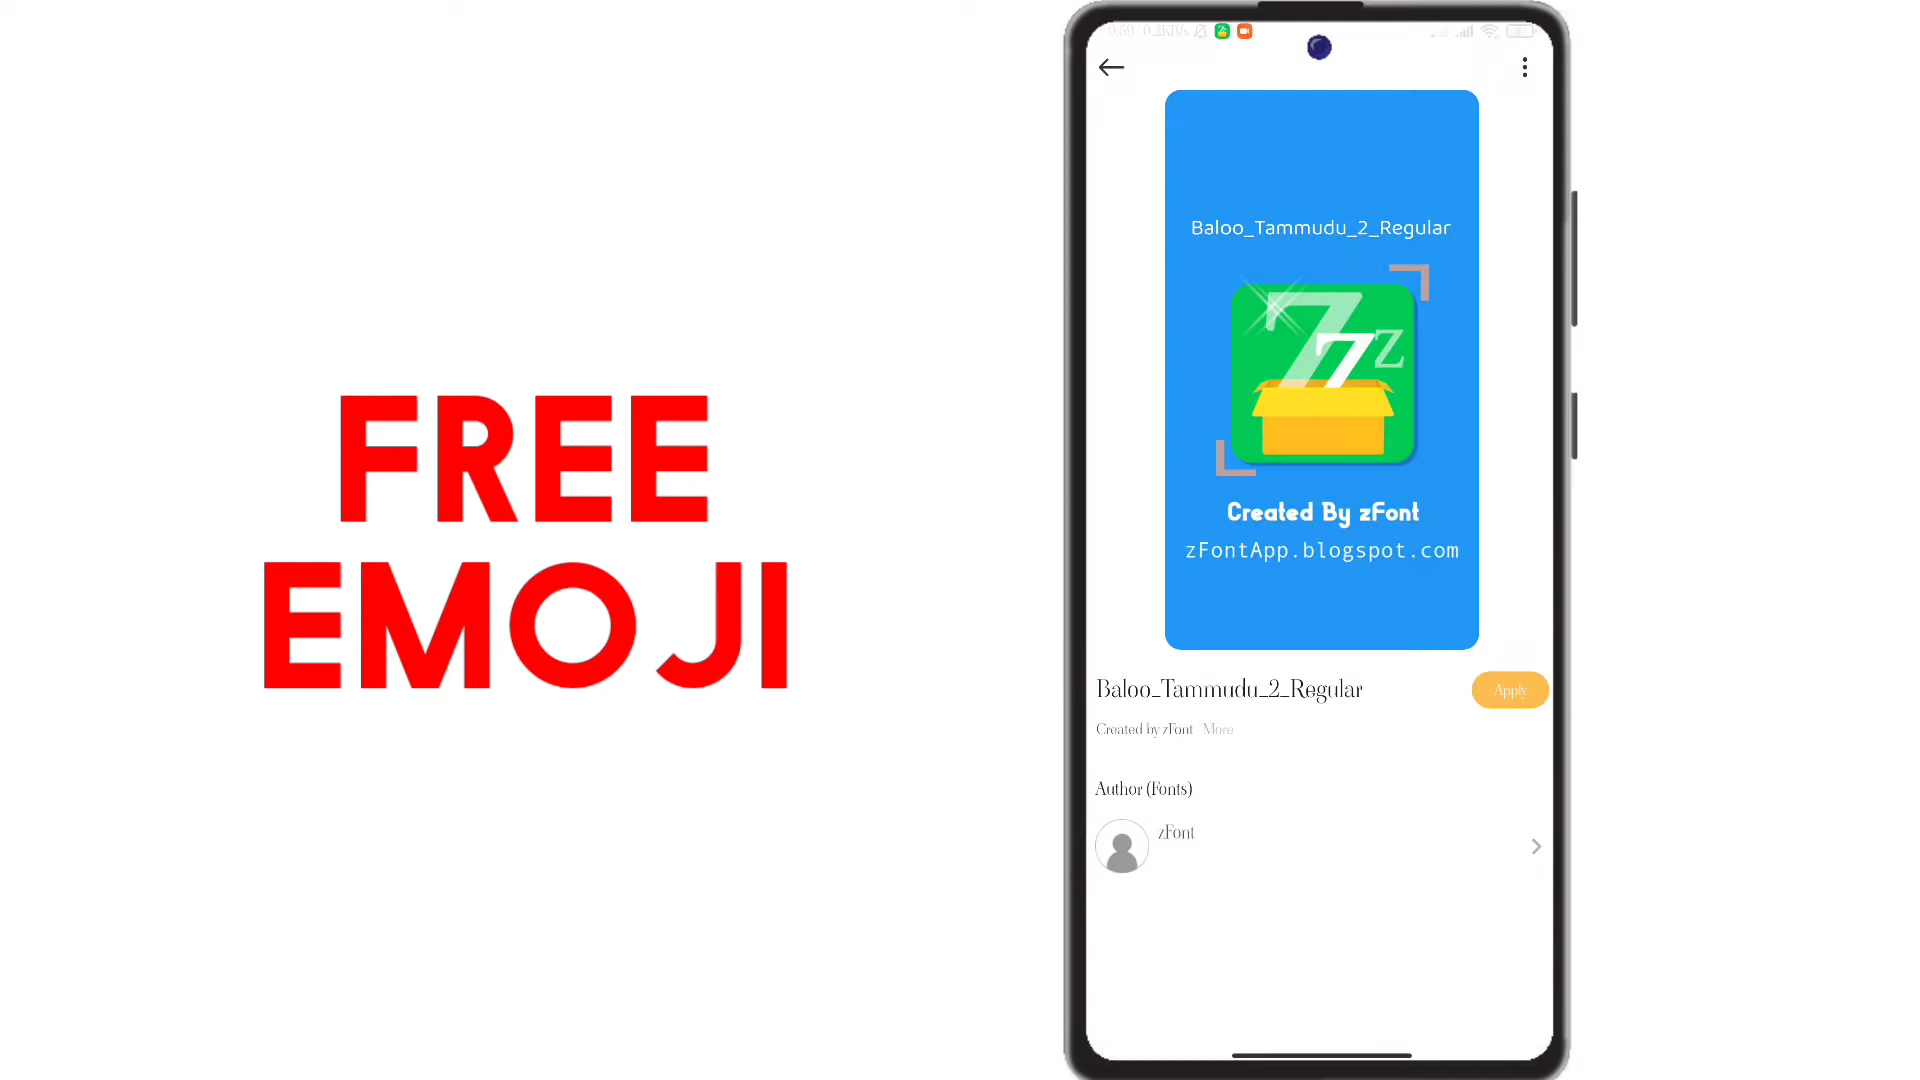 FREE
EMOJI
Baloo_Tammudu_2_Regular
Z Z Z
Created By zFont
zFontApp.blogspot.com
Baloo_Tammudu_2_Regular
Apply
Created by zFont More
Author (Fonts)
zFont